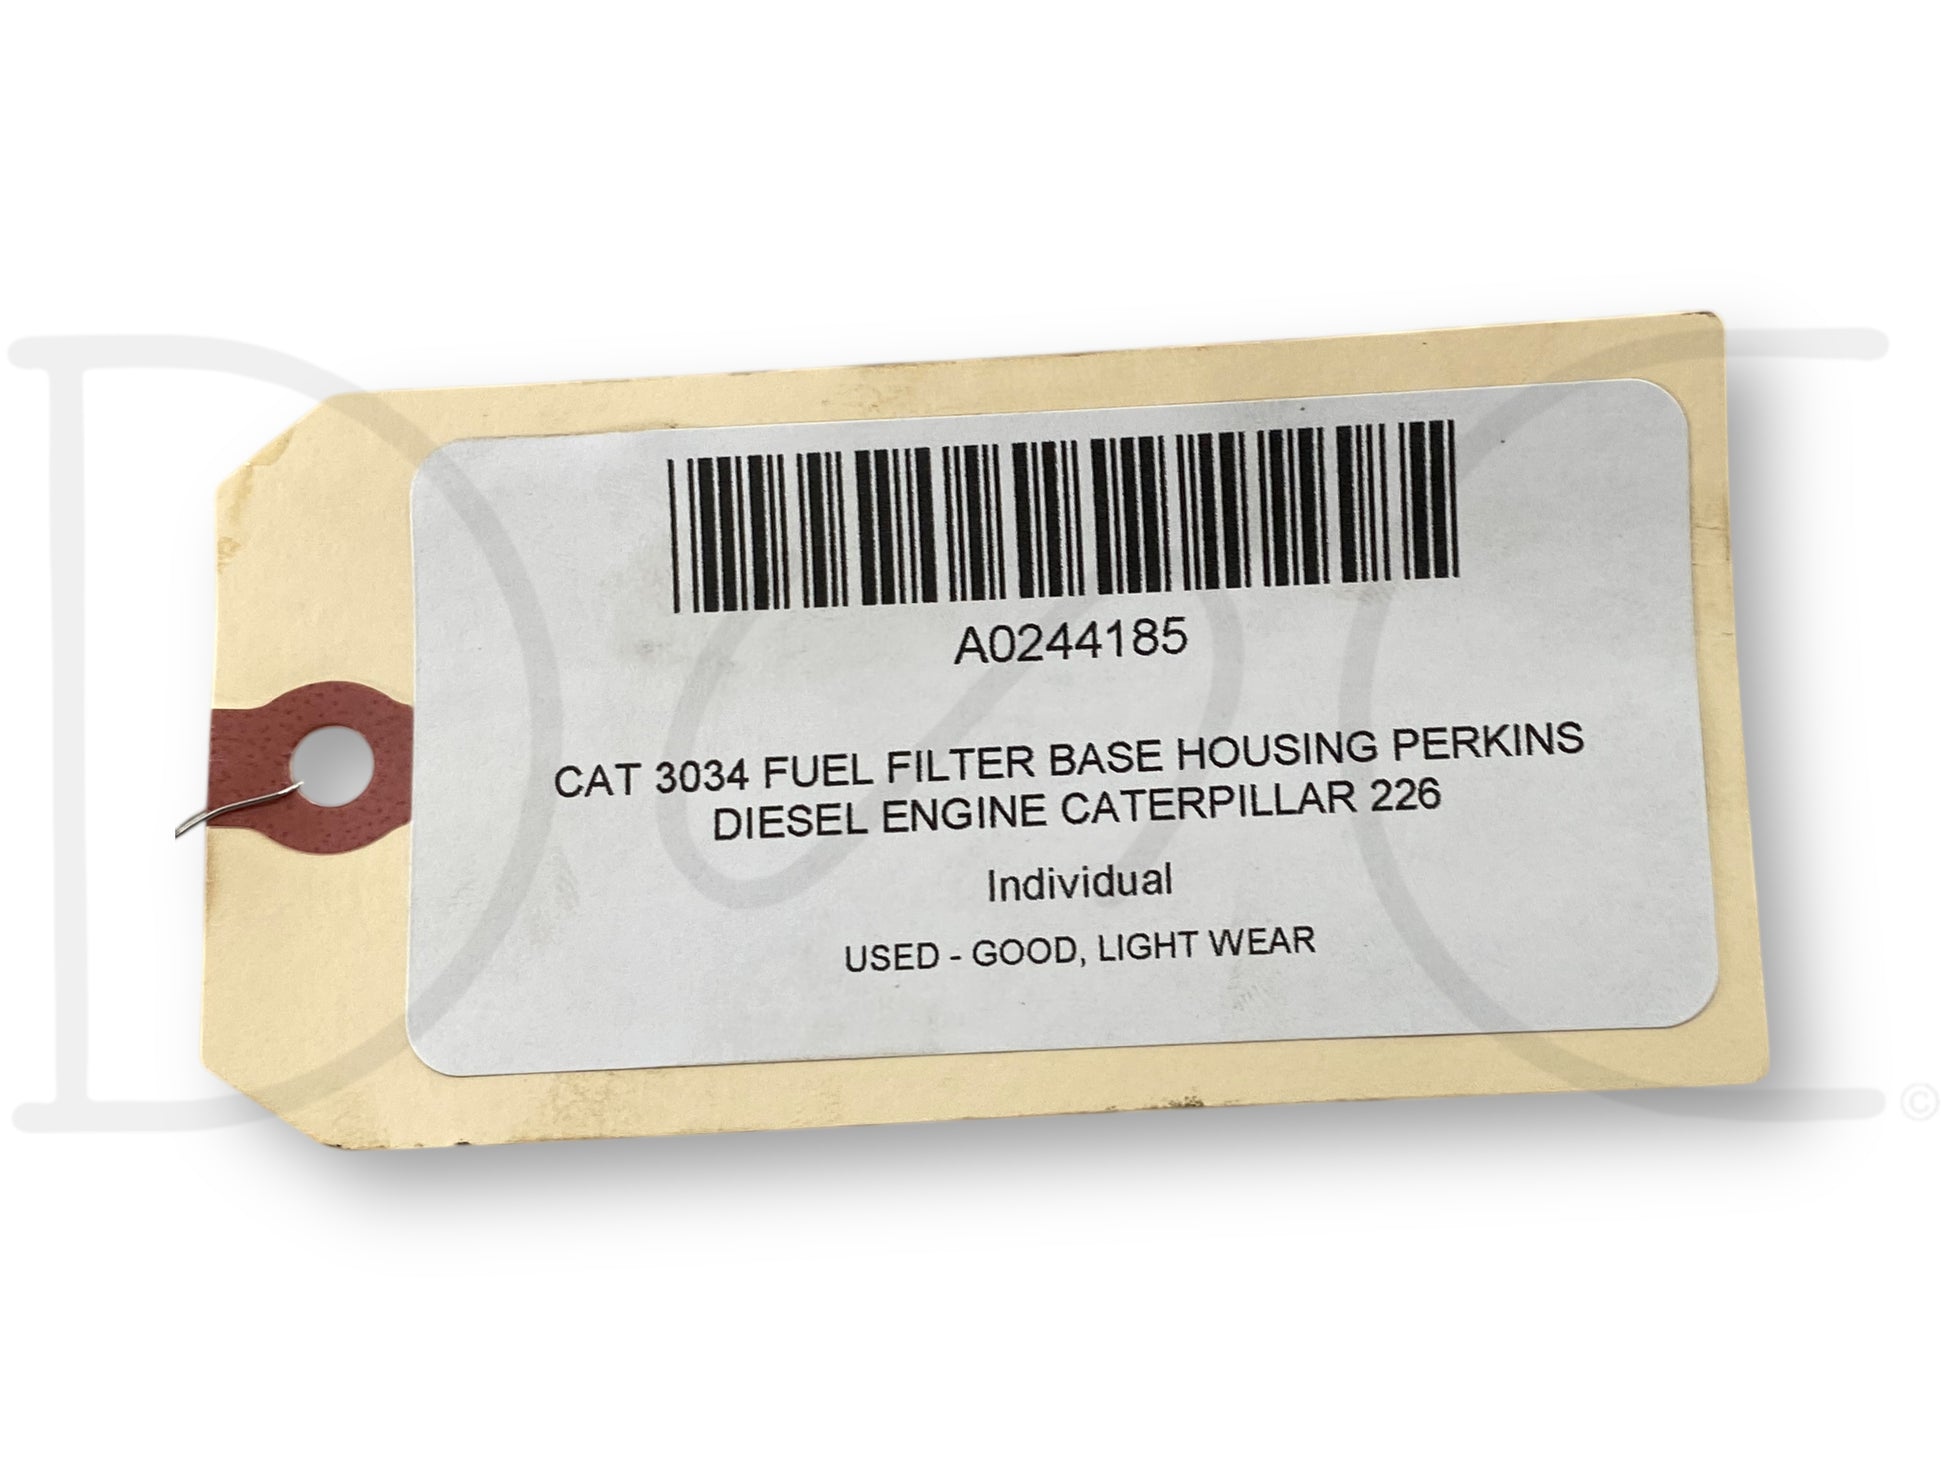 A0244185
CAT 3034 FUEL FILTER BASE HOUSING PERKINS
DIESEL ENGINE CATERPILLAR 226
Individual
USED - GOOD, LIGHT WEAR
D C
©